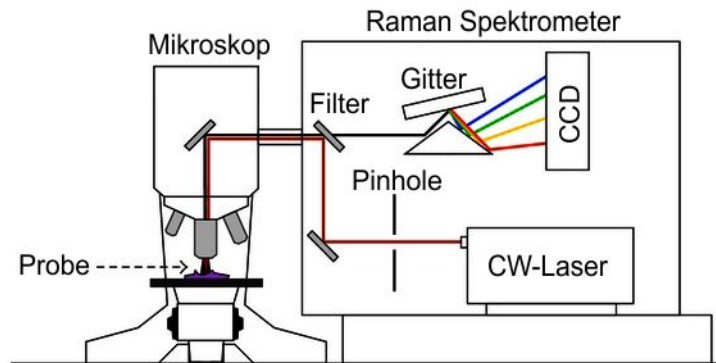 Raman Spektrometer
Mikroskop
Gitter
Filter
CCD
Pinhole
Probe
CW-Laser